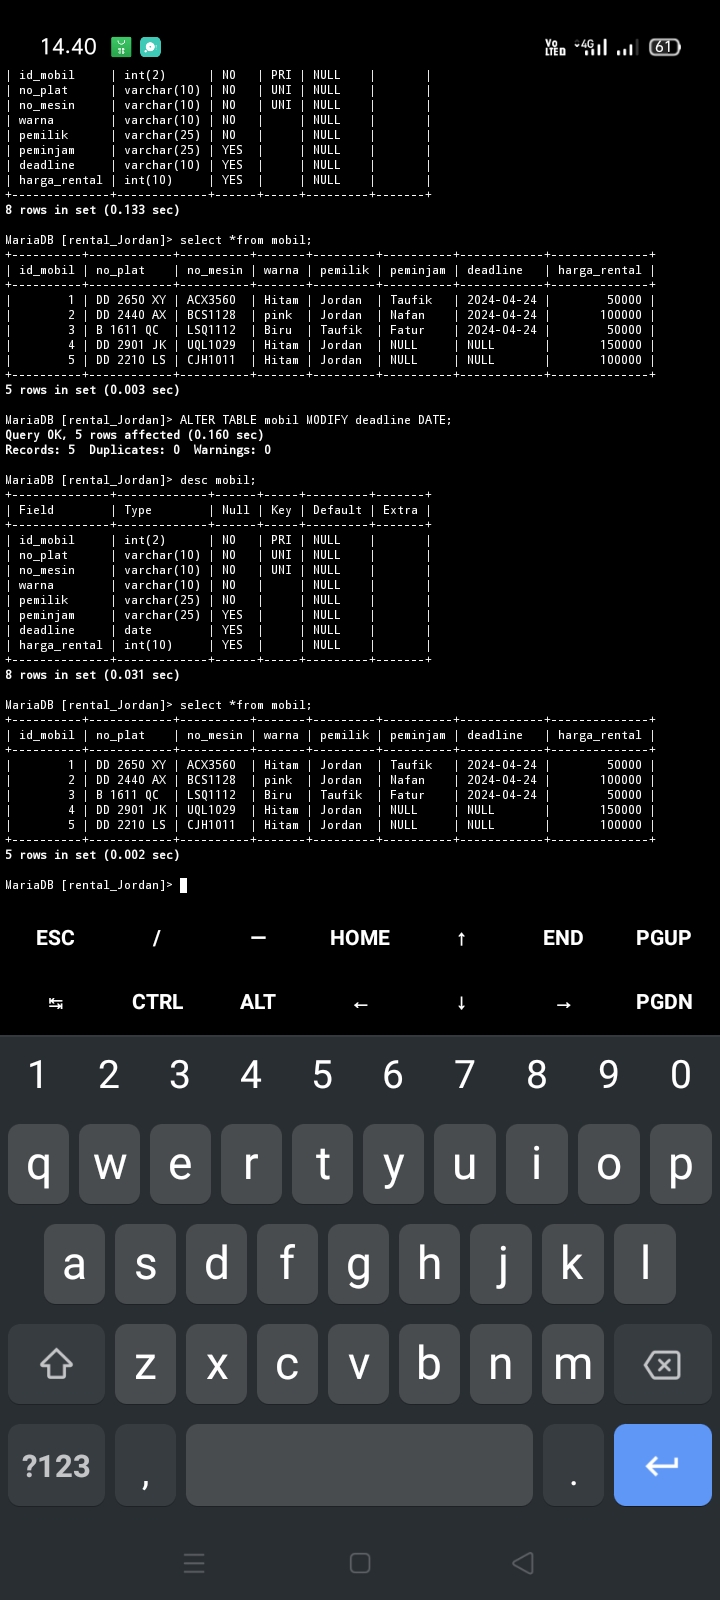 14.40 Vo LTED 4G 61
| id_mobil     | int(2)      | NO   | PRI | NULL    |       |
| no_plat      | varchar(10) | NO   | UNI | NULL    |       |
| no_mesin     | varchar(10) | NO   | UNI | NULL    |       |
| warna        | varchar(10) | NO   |     | NULL    |       |
| pemilik      | varchar(25) | NO   |     | NULL    |       |
| peminjam     | varchar(25) | YES  |     | NULL    |       |
| deadline     | varchar(10) | YES  |     | NULL    |       |
| harga_rental | int(10)     | YES  |     | NULL    |       |
+--------------+-------------+------+-----+---------+-------+
8 rows in set (0.133 sec)
MariaDB [rental_Jordan]> select *from mobil;
+----------+------------+----------+-------+---------+----------+------------+--------------+
| id_mobil | no_plat    | no_mesin | warna | pemilik | peminjam | deadline   | harga_rental |
+----------+------------+----------+-------+---------+----------+------------+--------------+
|        1 | DD 2650 XY | ACX3560  | Hitam | Jordan  | Taufik   | 2024-04-24 |        50000 |
|        2 | DD 2440 AX | BCS1128  | pink  | Jordan  | Nafan    | 2024-04-24 |       100000 |
|        3 | B 1611 QC  | LSQ1112  | Biru  | Taufik  | Fatur    | 2024-04-24 |        50000 |
|        4 | DD 2901 JK | UQL1029  | Hitam | Jordan  | NULL     | NULL       |       150000 |
|        5 | DD 2210 LS | CJH1011  | Hitam | Jordan  | NULL     | NULL       |       100000 |
+----------+------------+----------+-------+---------+----------+------------+--------------+
5 rows in set (0.003 sec)
MariaDB [rental_Jordan]> ALTER TABLE mobil MODIFY deadline DATE;
Query OK, 5 rows affected (0.160 sec)
Records: 5  Duplicates: 0  Warnings: 0
MariaDB [rental_Jordan]> desc mobil;
+--------------+-------------+------+-----+---------+-------+
| Field        | Type        | Null | Key | Default | Extra |
+--------------+-------------+------+-----+---------+-------+
| id_mobil     | int(2)      | NO   | PRI | NULL    |       |
| no_plat      | varchar(10) | NO   | UNI | NULL    |       |
| no_mesin     | varchar(10) | NO   | UNI | NULL    |       |
| warna        | varchar(10) | NO   |     | NULL    |       |
| pemilik      | varchar(25) | NO   |     | NULL    |       |
| peminjam     | varchar(25) | YES  |     | NULL    |       |
| deadline     | date        | YES  |     | NULL    |       |
| harga_rental | int(10)     | YES  |     | NULL    |       |
+--------------+-------------+------+-----+---------+-------+
8 rows in set (0.031 sec)
MariaDB [rental_Jordan]> select *from mobil;
+----------+------------+----------+-------+---------+----------+------------+--------------+
| id_mobil | no_plat    | no_mesin | warna | pemilik | peminjam | deadline   | harga_rental |
+----------+------------+----------+-------+---------+----------+------------+--------------+
|        1 | DD 2650 XY | ACX3560  | Hitam | Jordan  | Taufik   | 2024-04-24 |        50000 |
|        2 | DD 2440 AX | BCS1128  | pink  | Jordan  | Nafan    | 2024-04-24 |       100000 |
|        3 | B 1611 QC  | LSQ1112  | Biru  | Taufik  | Fatur    | 2024-04-24 |        50000 |
|        4 | DD 2901 JK | UQL1029  | Hitam | Jordan  | NULL     | NULL       |       150000 |
|        5 | DD 2210 LS | CJH1011  | Hitam | Jordan  | NULL     | NULL       |       100000 |
+----------+------------+----------+-------+---------+----------+------------+--------------+
5 rows in set (0.002 sec)
MariaDB [rental_Jordan]>
ESC / — HOME ↑ END PGUP
↹ CTRL ALT ← ↓ → PGDN
1 2 3 4 5 6 7 8 9 0
q w e r t y u i o p
a s d f g h j k l
z x c v b n m
?123 , .